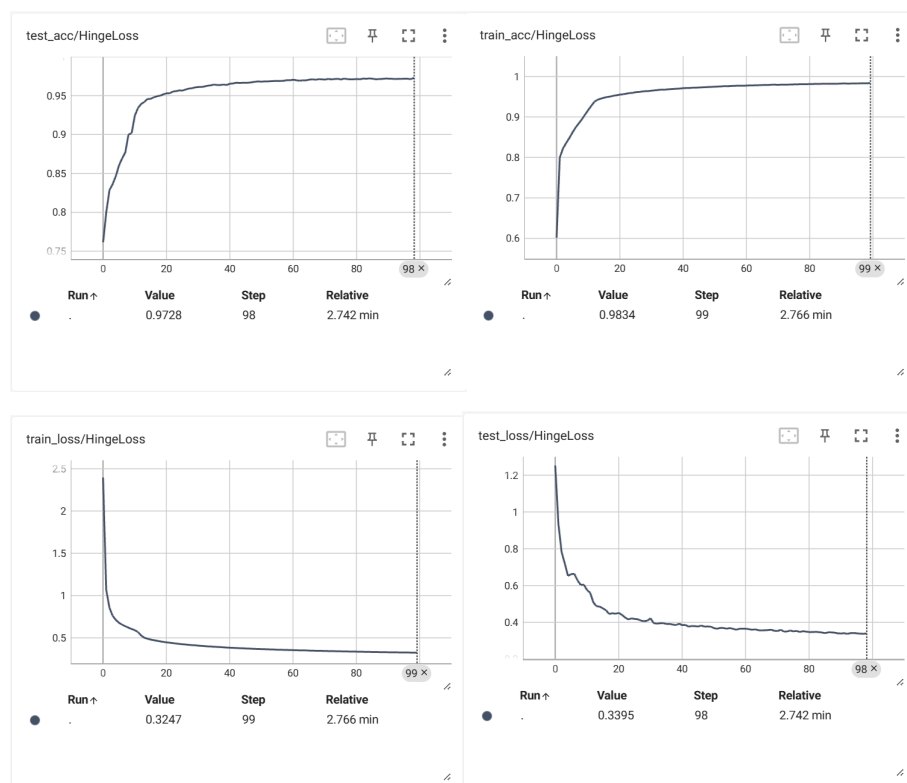 test_acc/HingeLoss
0.95
0.9
0.85
0.8
0.75
0 20 40 60 80 98 ×
Run↑ Value Step Relative
. 0.9728 98 2.742 min
train_acc/HingeLoss
1
0.9
0.8
0.7
0.6
0 20 40 60 80 99 ×
Run↑ Value Step Relative
. 0.9834 99 2.766 min
train_loss/HingeLoss
2.5
2
1.5
1
0.5
0 20 40 60 80 99 ×
Run↑ Value Step Relative
. 0.3247 99 2.766 min
test_loss/HingeLoss
1.2
1
0.8
0.6
0.4
0 20 40 60 80 98 ×
Run↑ Value Step Relative
. 0.3395 98 2.742 min